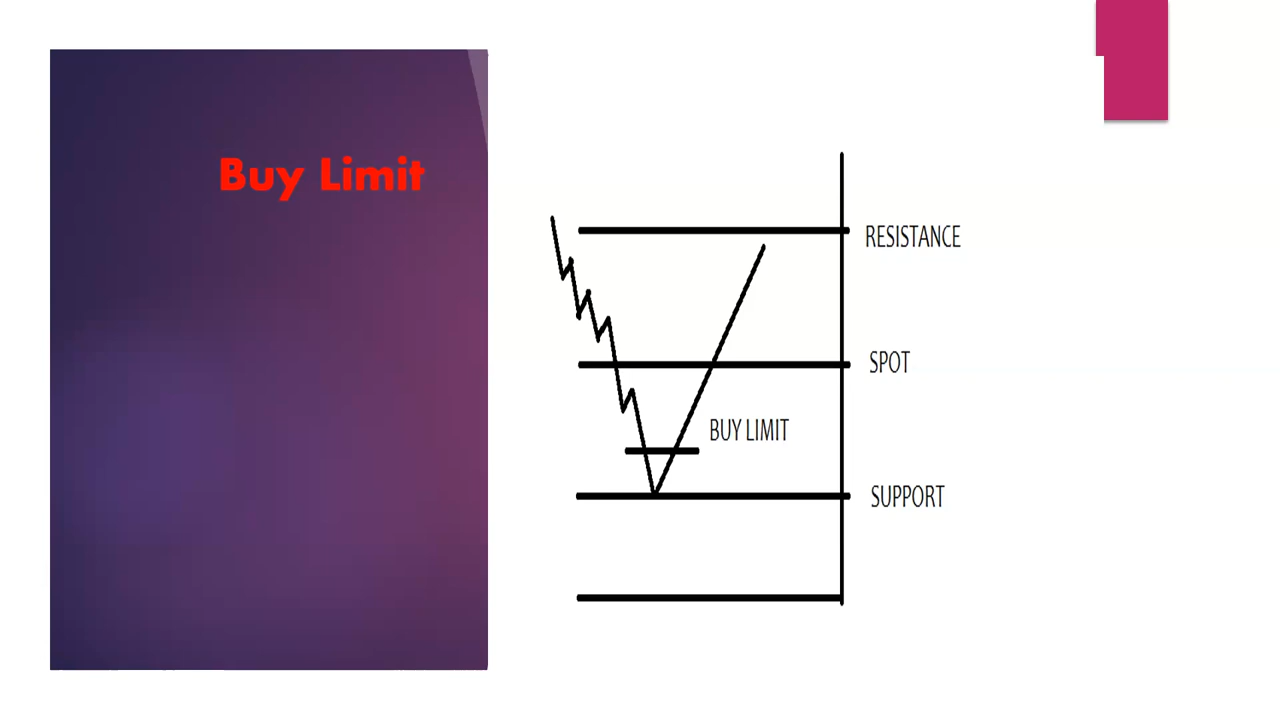 Buy Limit
RESISTANCE
SPOT
BUY LIMIT
SUPPORT